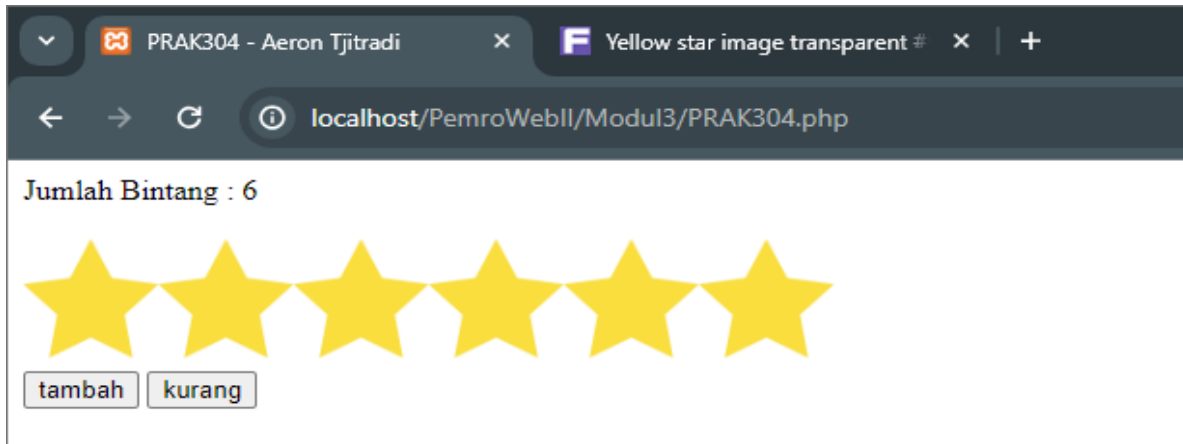 PRAK304 - Aeron Tjitradi
Yellow star image transparent #
localhost/PemroWebII/Modul3/PRAK304.php
Jumlah Bintang : 6
tambah kurang